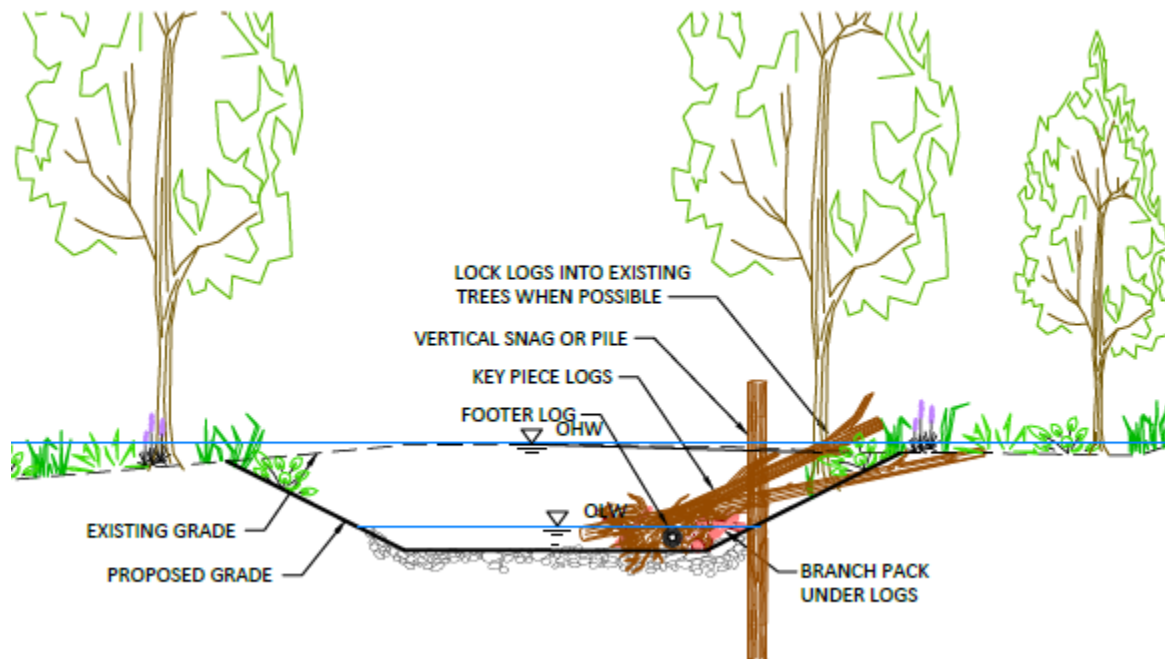 LOCK LOGS INTO EXISTING
TREES WHEN POSSIBLE
VERTICAL SNAG OR PILE
KEY PIECE LOGS
FOOTER LOG
OHW
OLW
EXISTING GRADE
PROPOSED GRADE
BRANCH PACK
UNDER LOGS